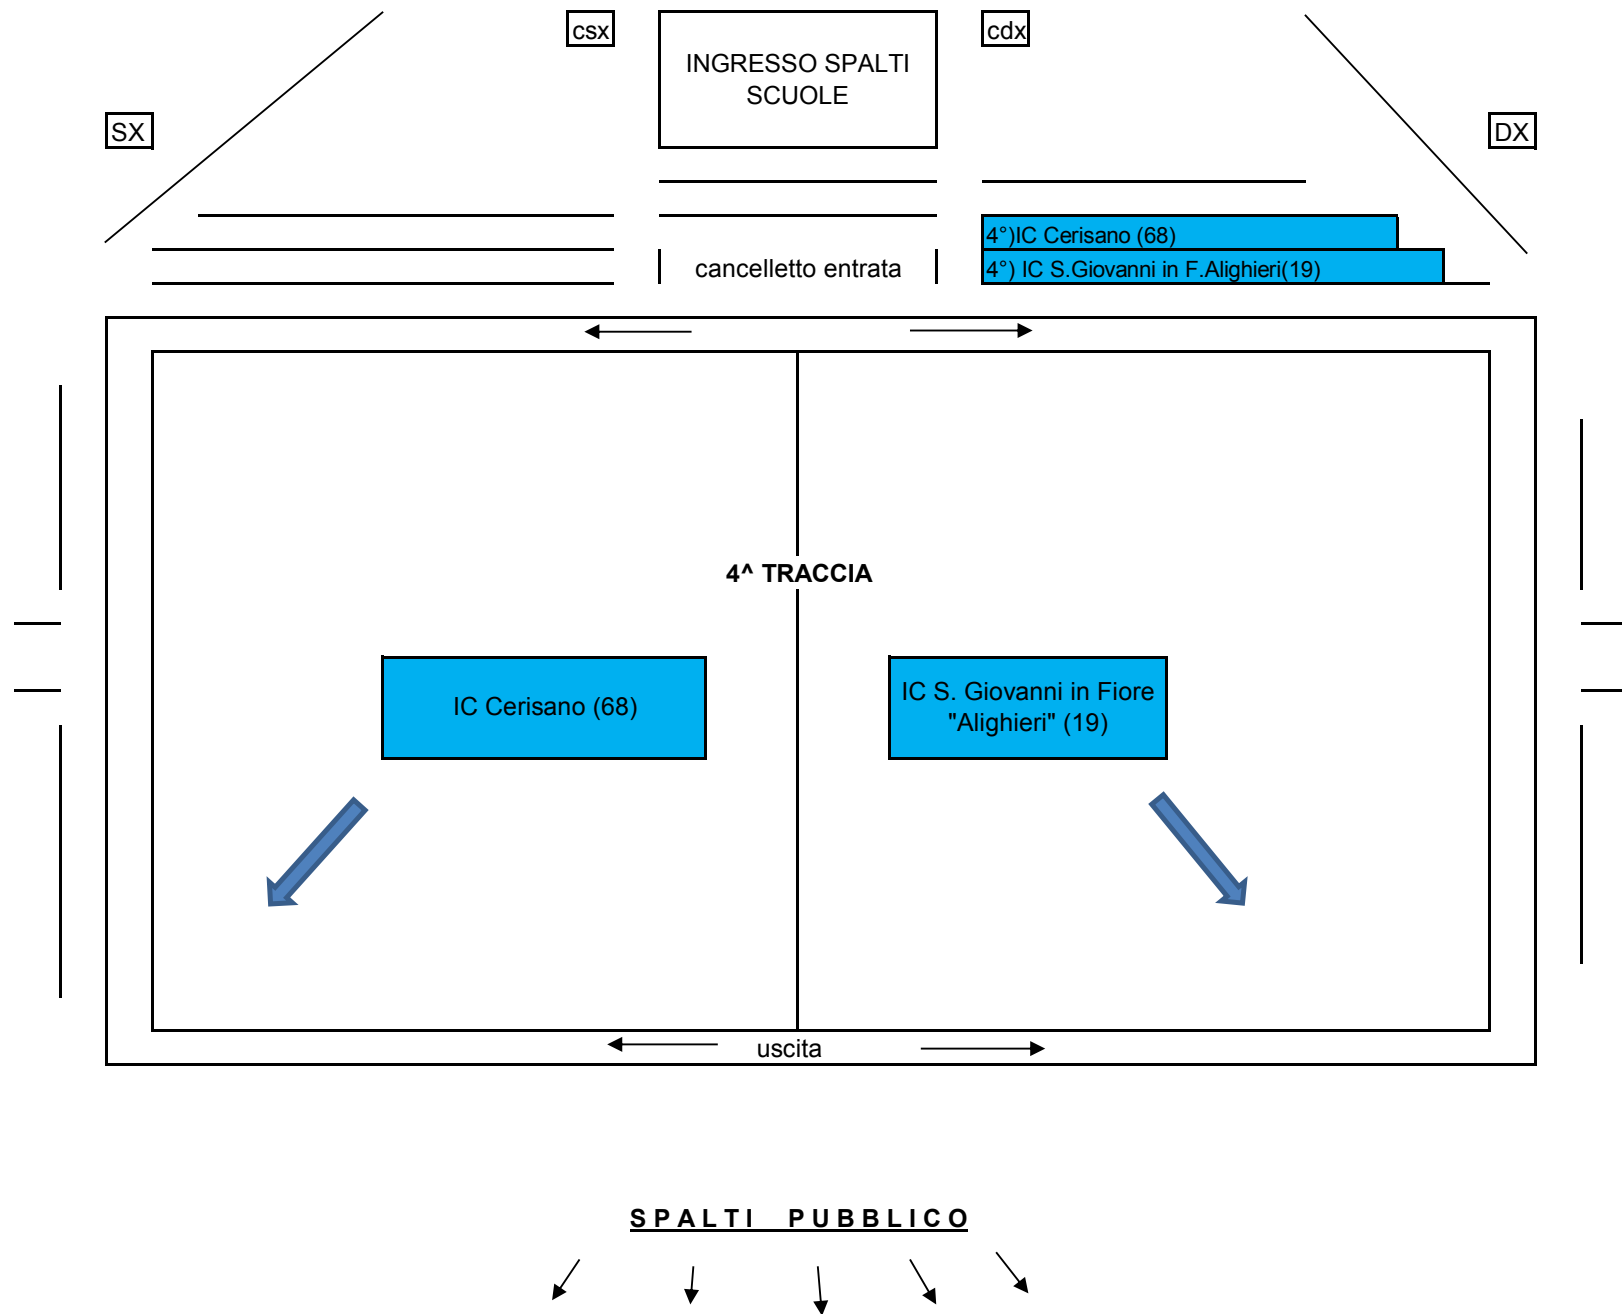 csx
cdx
INGRESSO SPALTI
SCUOLE
SX
DX
4°)IC Cerisano (68)
cancelletto entrata
4°) IC S.Giovanni in F.Alighieri(19)
4^ TRACCIA
IC Cerisano (68)
IC S. Giovanni in Fiore
"Alighieri" (19)
uscita
SPALTI PUBBLICO